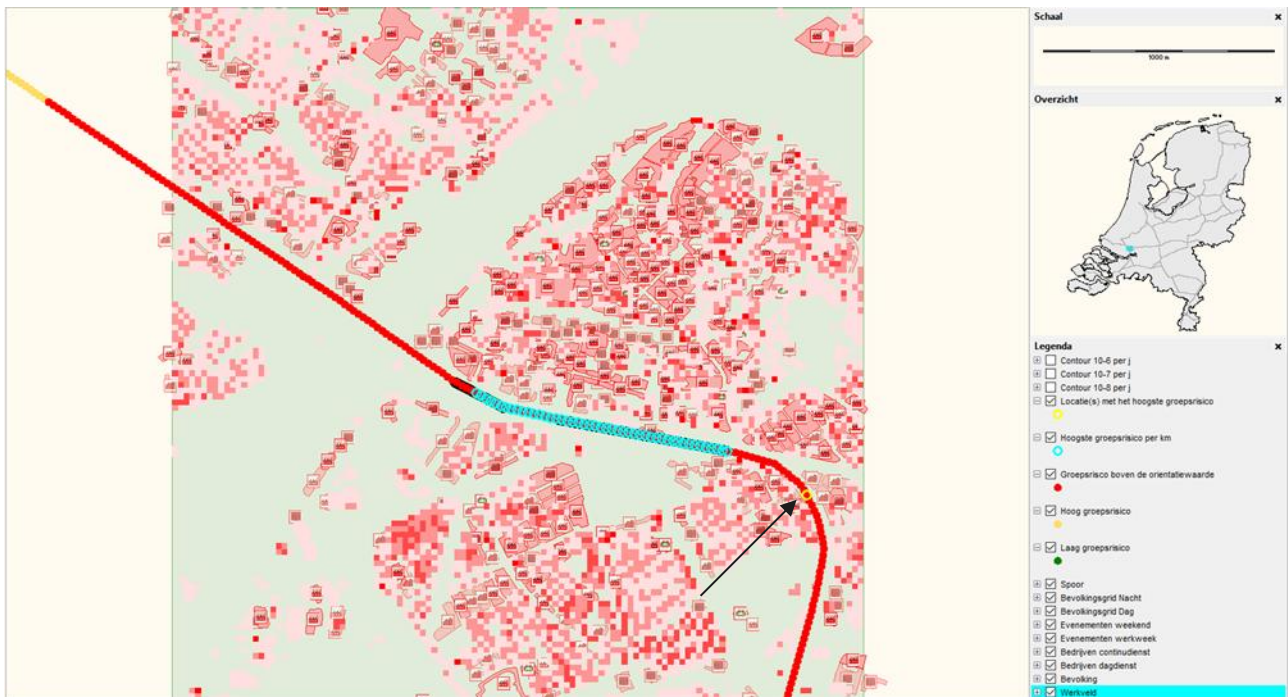 Schaal
1000 m
Overzicht
Legenda
Contour 10-6 per j
Contour 10-7 per j
Contour 10-8 per j
Locatie(s) met het hoogste groepsrisico
Hoogste groepsrisico per km
Groepsrisco boven de orientatiewaarde
Hoog groepsrisico
Laag groepsrisico
Spoor
Bevolkingsgrid Nacht
Bevolkingsgrid Dag
Evenementen weekend
Evenementen werkweek
Bedrijven continudienst
Bedrijven dagdienst
Bevolking
Werkveld